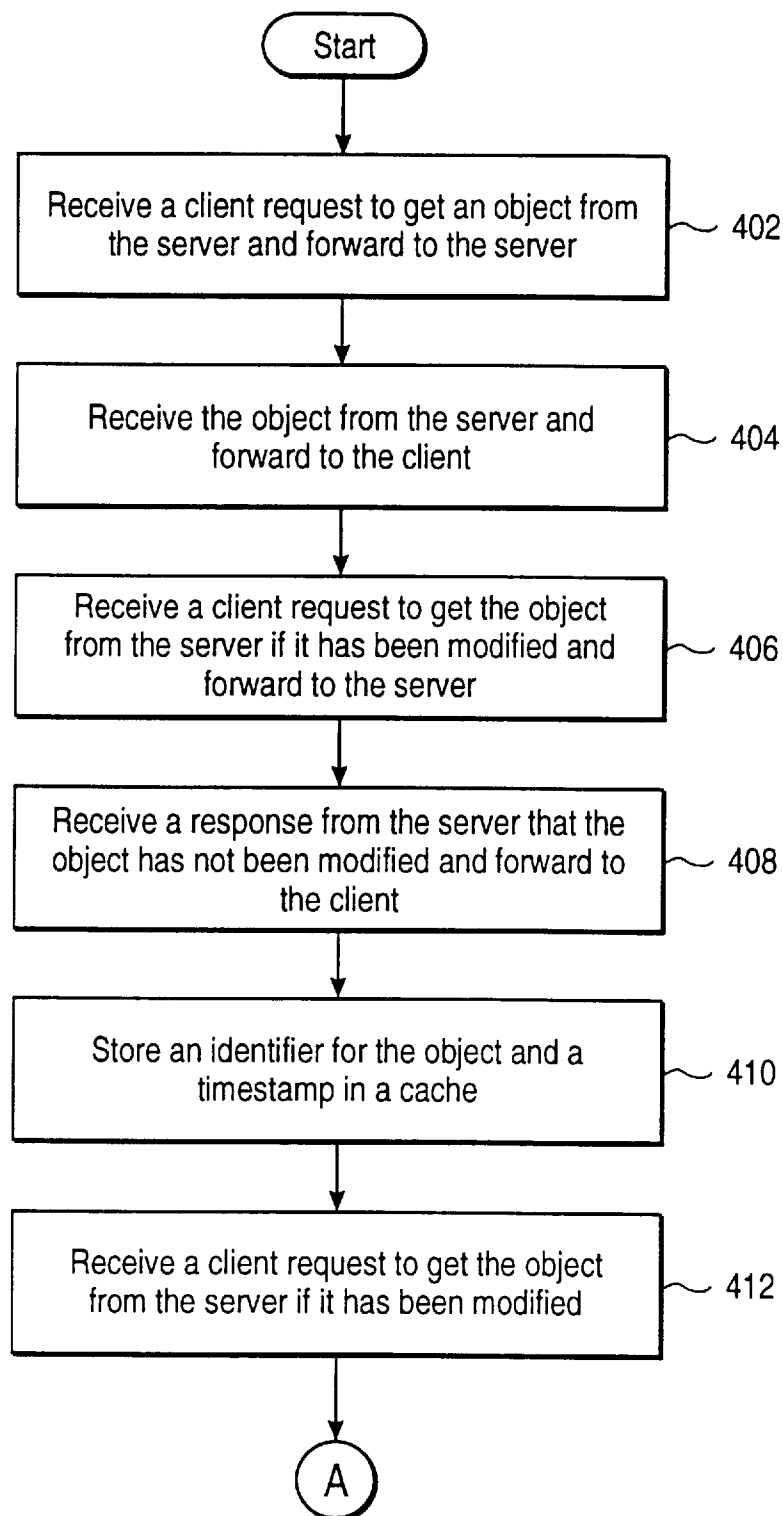 Start
Receive a client request to get an object from
the server and forward to the server
402
Receive the object from the server and
forward to the client
404
Receive a client request to get the object
from the server if it has been modified and
forward to the server
406
Receive a response from the server that the
object has not been modified and forward to
the client
408
Store an identifier for the object and a
timestamp in a cache
410
Receive a client request to get the object
from the server if it has been modified
412
A